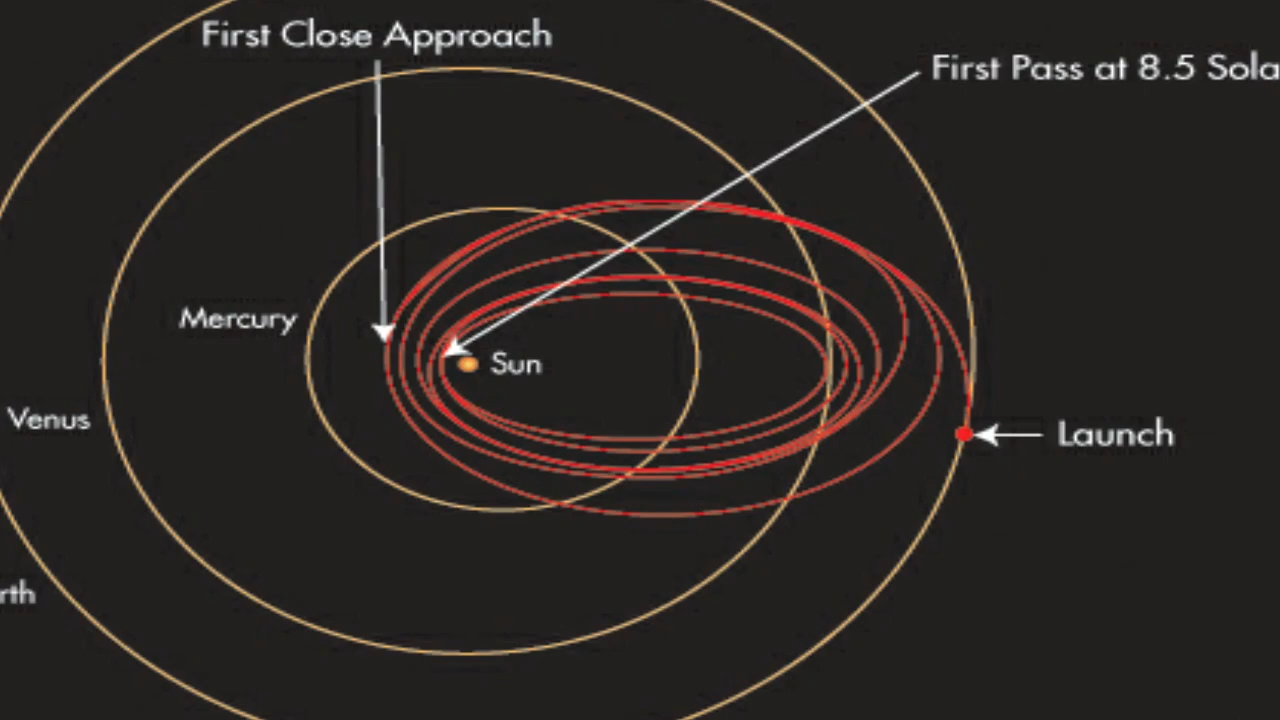 First Close Approach
First Pass at 8.5 Sola
Mercury
Sun
Venus
Launch
rth